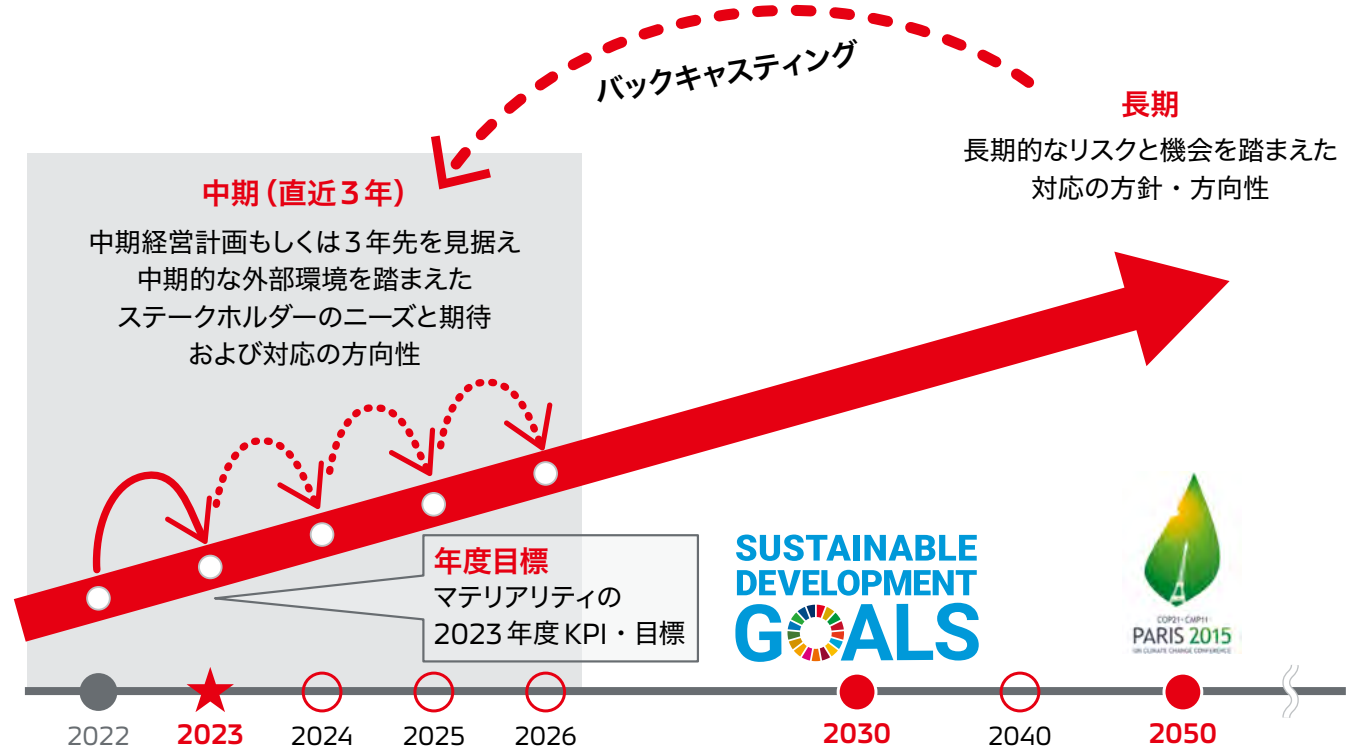 バックキャスティング
長期
長期的なリスクと機会を踏まえた
対応の方針・方向性
中期(直近3年)
中期経営計画もしくは3年先を見据え
中期的な外部環境を踏まえた
ステークホルダーのニーズと期待
および対応の方向性
年度目標
マテリアリティの
2023年度KPI・目標
SUSTAINABLE
DEVELOPMENT
GOALS
COP21・CMP11
PARIS 2015
UN CLIMATE CHANGE CONFERENCE
2022 2023 2024 2025 2026 2030 2040 2050